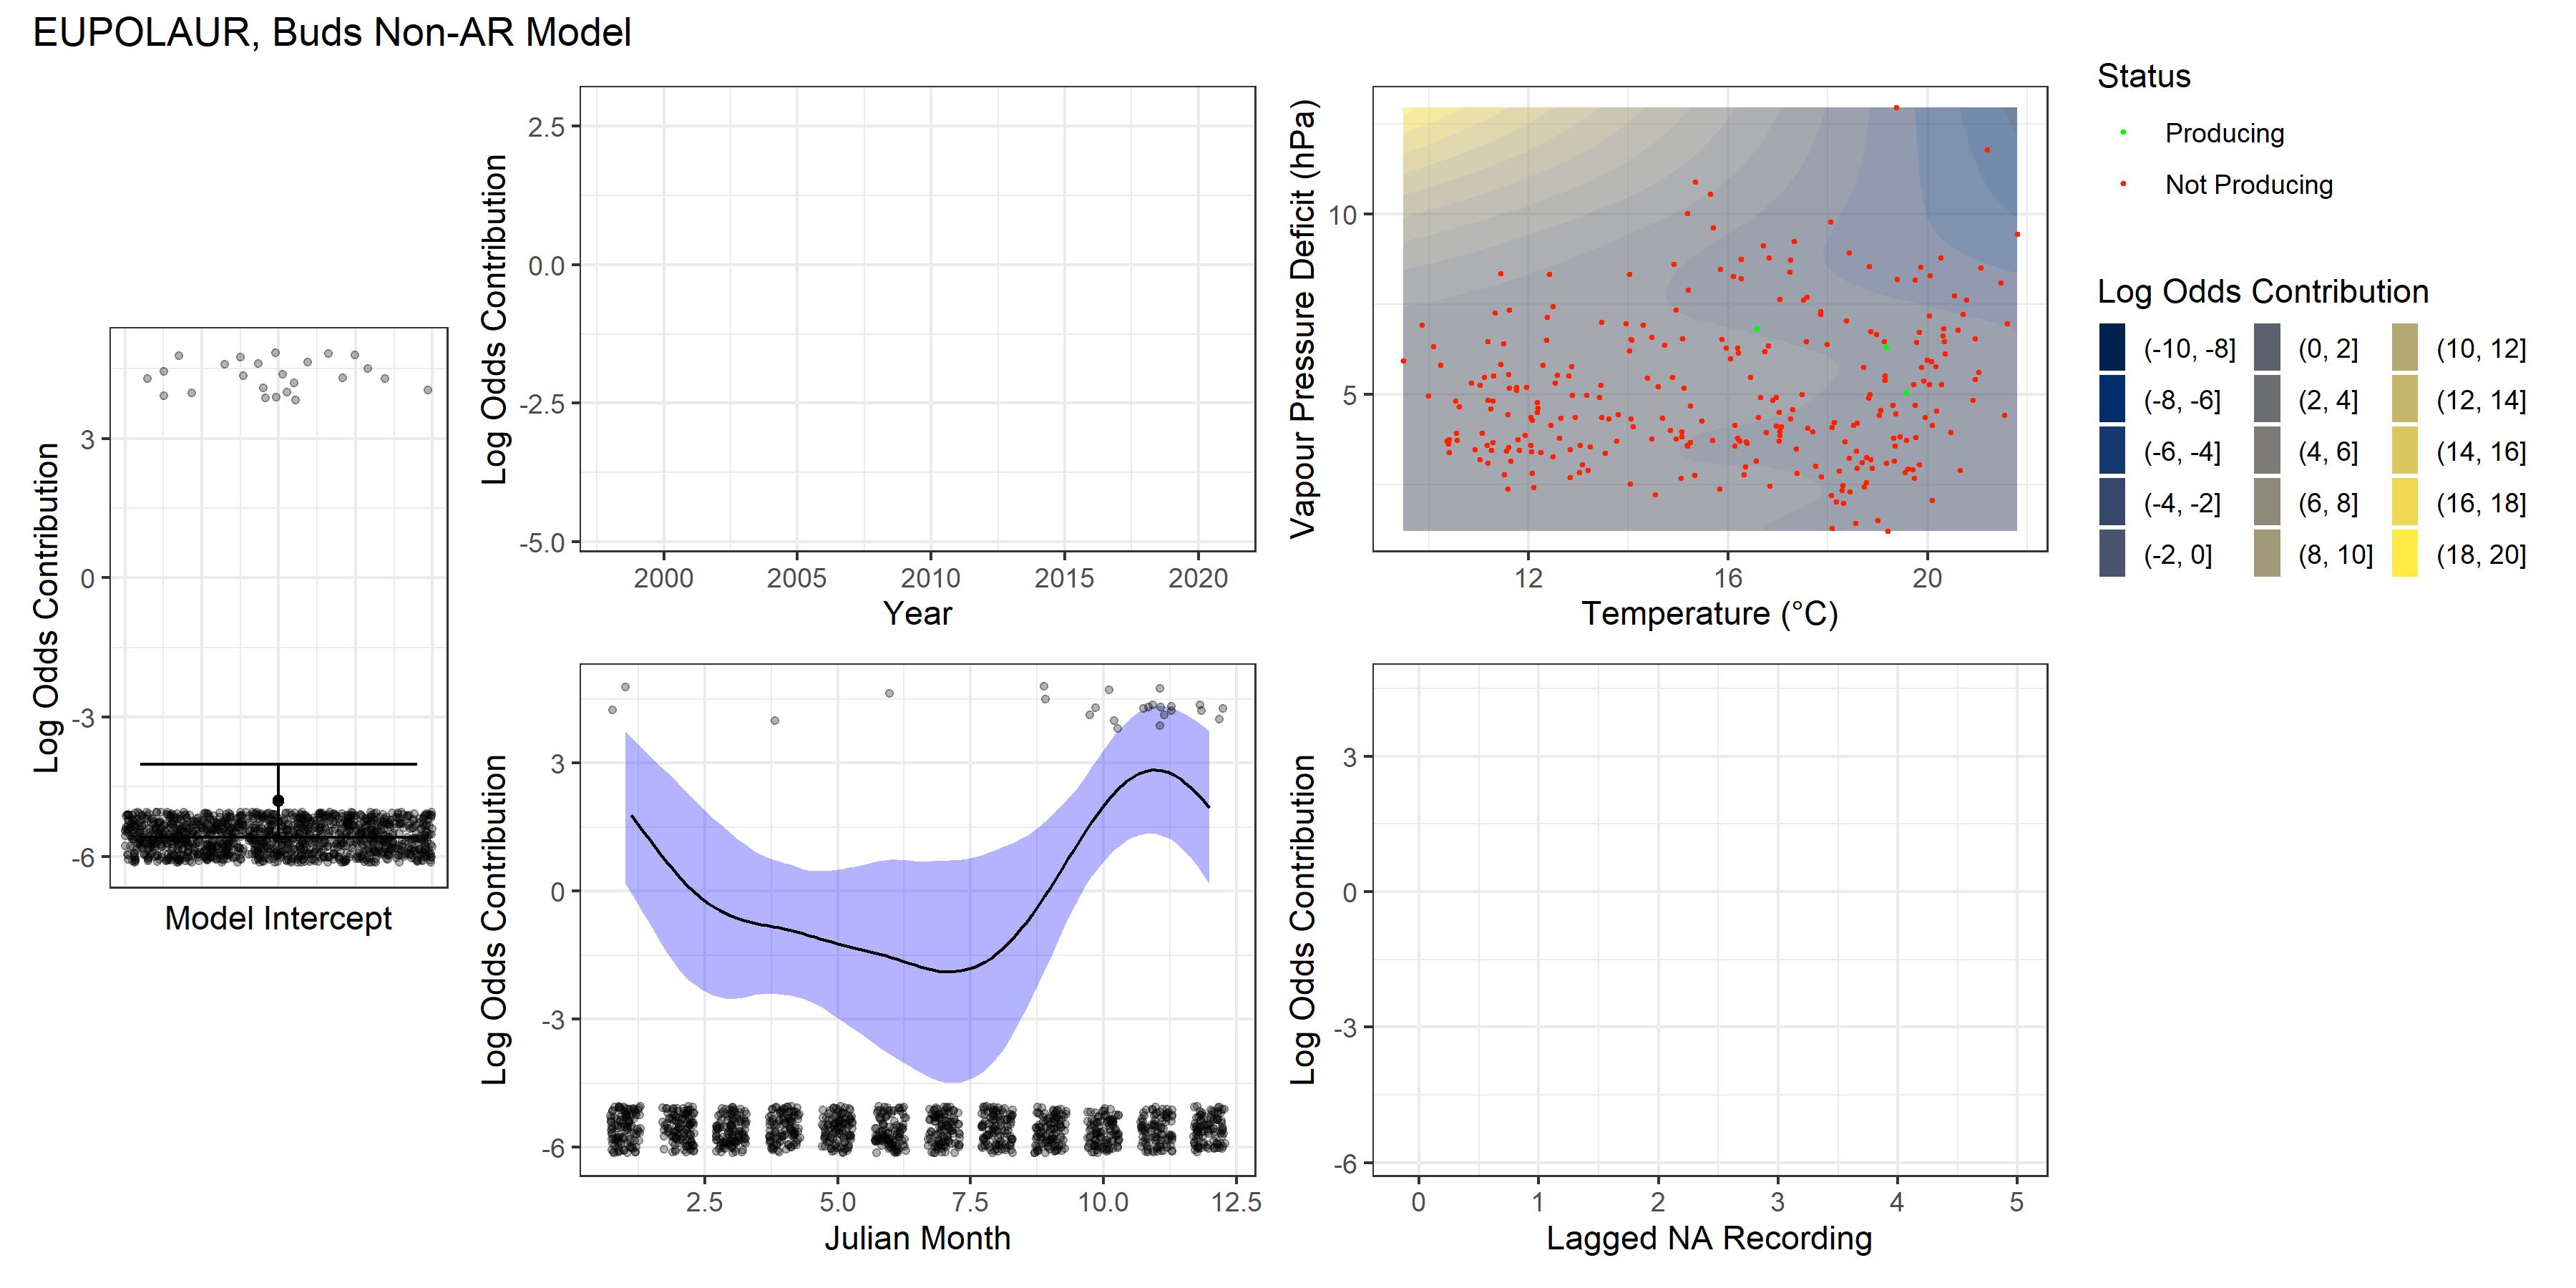 EUPOLAUR, Buds Non-AR Model
Log Odds Contribution
3
0
-3
-6
Model Intercept
Log Odds Contribution
2.5
0.0
-2.5
-5.0
2000 2005 2010 2015 2020
Year
Vapour Pressure Deficit (hPa)
10
5
12 16 20
Temperature (°C)
Status
Producing
Not Producing
Log Odds Contribution
(-10, -8] (0, 2] (10, 12]
(-8, -6] (2, 4] (12, 14]
(-6, -4] (4, 6] (14, 16]
(-4, -2] (6, 8] (16, 18]
(-2, 0] (8, 10] (18, 20]
Log Odds Contribution
3
0
-3
-6
2.5 5.0 7.5 10.0 12.5
Julian Month
Log Odds Contribution
3
0
-3
-6
0 1 2 3 4 5
Lagged NA Recording